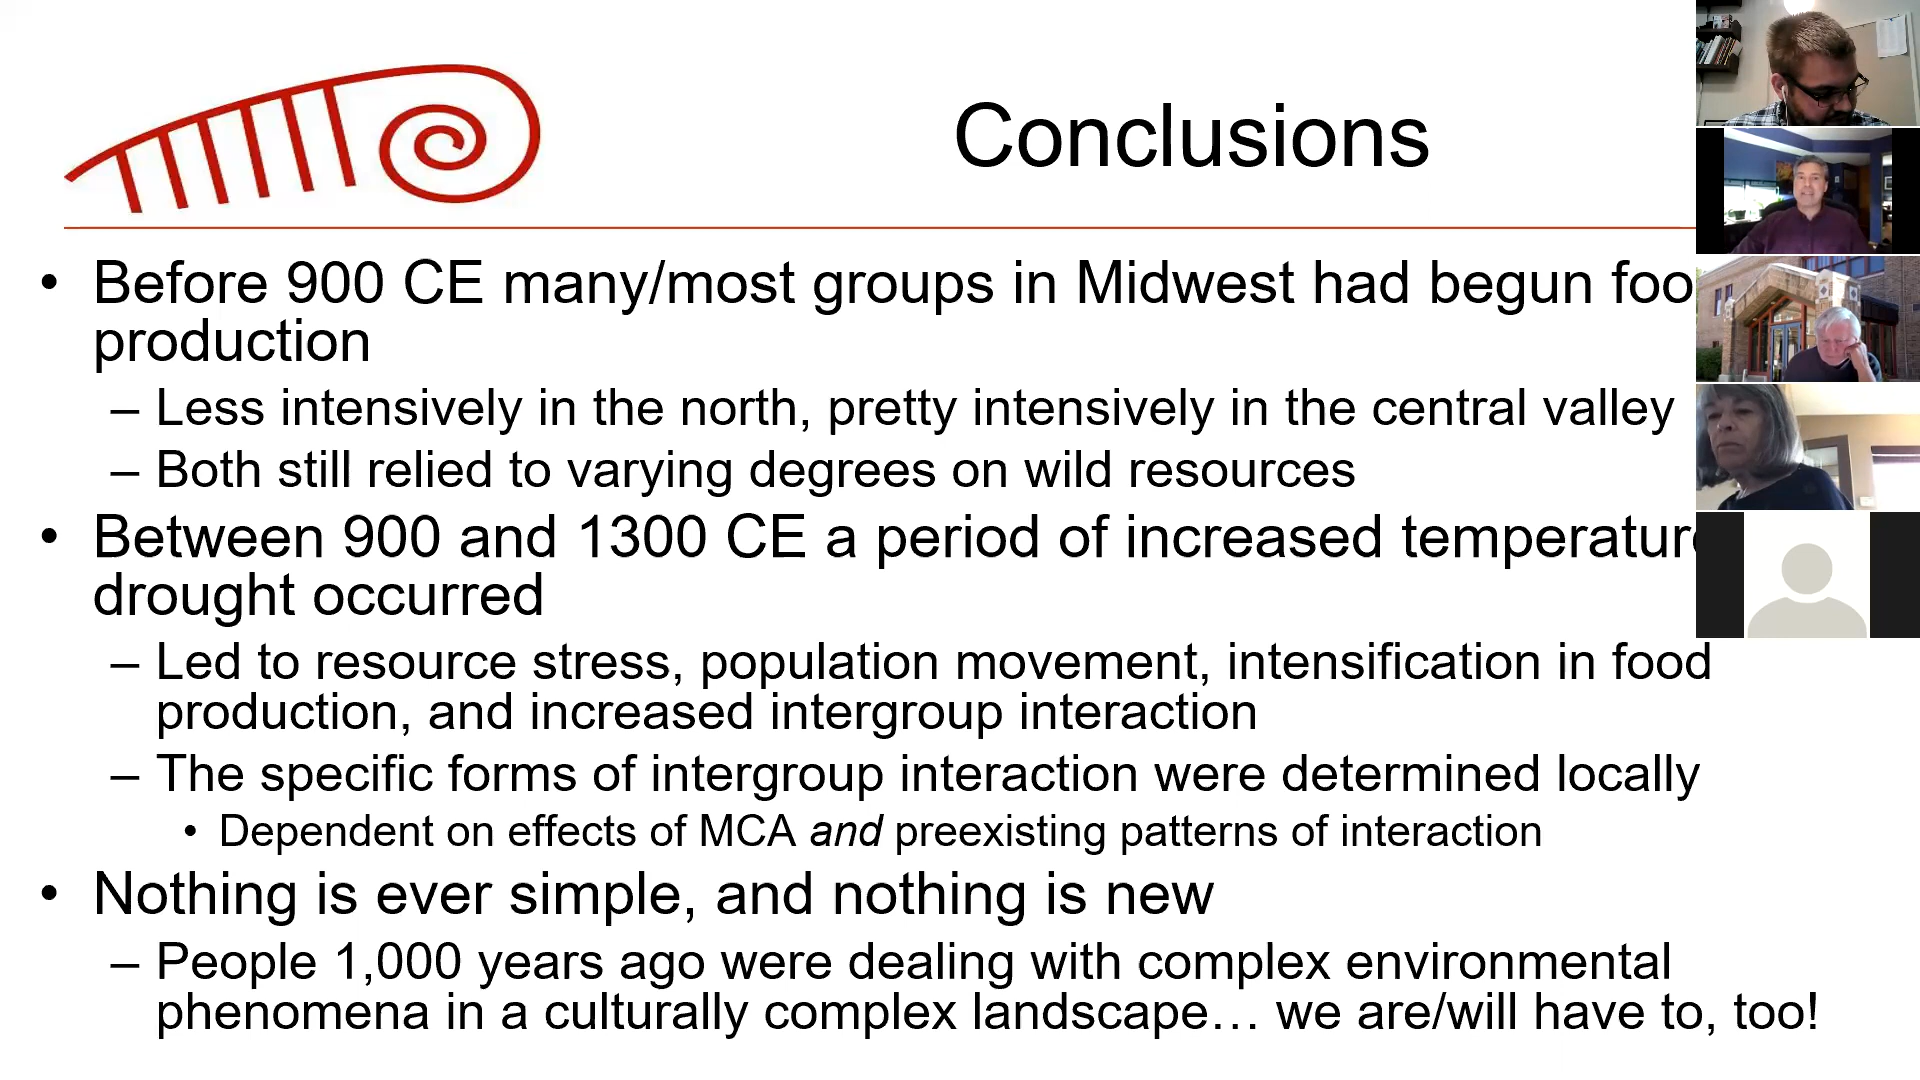 Conclusions
• Before 900 CE many/most groups in Midwest had begun foo
production
– Less intensively in the north, pretty intensively in the central valley
– Both still relied to varying degrees on wild resources
• Between 900 and 1300 CE a period of increased temperatur
drought occurred
– Led to resource stress, population movement, intensification in food
production, and increased intergroup interaction
– The specific forms of intergroup interaction were determined locally
• Dependent on effects of MCA and preexisting patterns of interaction
• Nothing is ever simple, and nothing is new
– People 1,000 years ago were dealing with complex environmental
phenomena in a culturally complex landscape… we are/will have to, too!